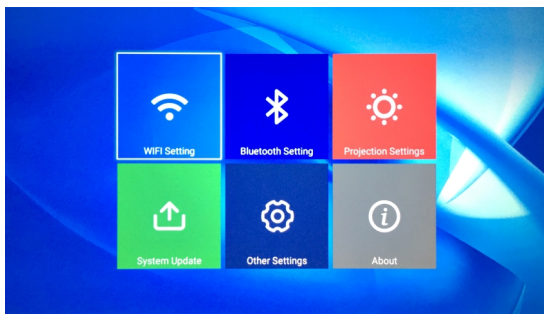 WIFI Setting
Bluetooth Setting
Projection Settings
System Update
Other Settings
About